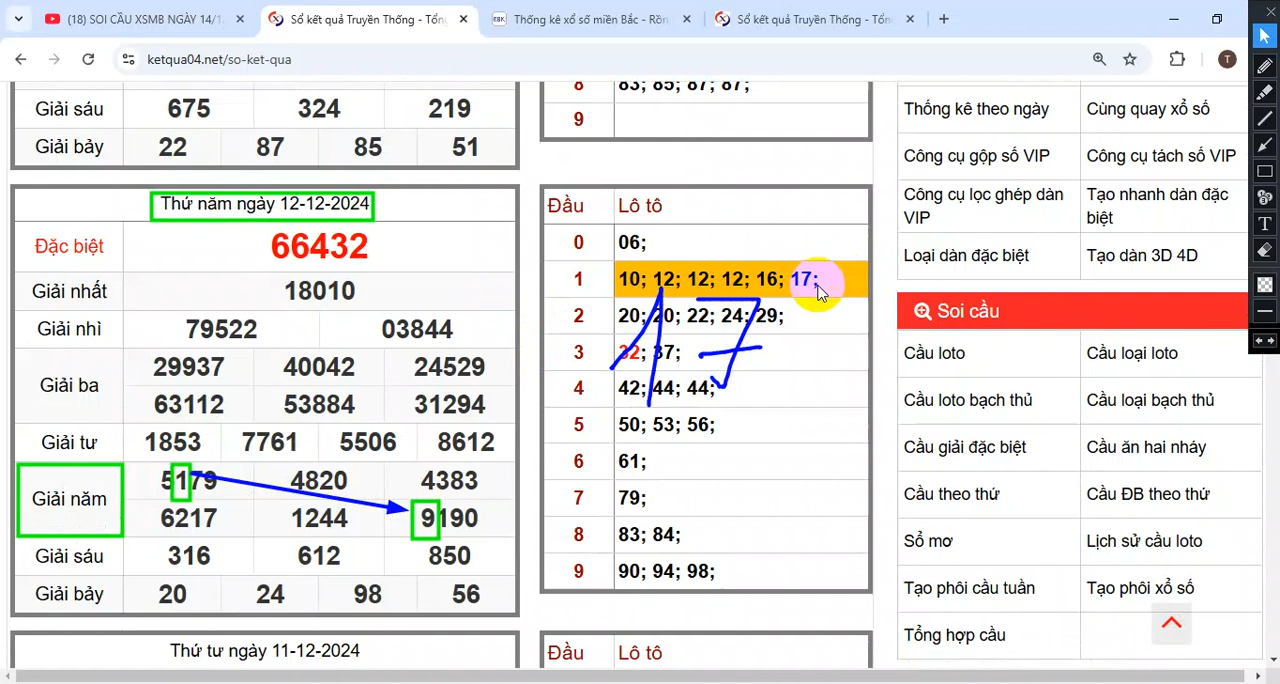 (18) SOI CẦU XSMB NGÀY 14/1
Sổ kết quả Truyền Thống - Tổn
RBK Thống kê xổ số miền Bắc - Rồn
Sổ kết quả Truyền Thống - Tổn
ketqua04.net/so-ket-qua
T
Giải sáu 675 324 219
Giải bảy 22 87 85 51
8 83; 85; 87; 87;
9
Thứ năm ngày 12-12-2024
Đặc biệt 66432
Giải nhất 18010
Giải nhì 79522 03844
Giải ba 29937 40042 24529
63112 53884 31294
Giải tư 1853 7761 5506 8612
Giải năm 5179 4820 4383
6217 1244 9190
Giải sáu 316 612 850
Giải bảy 20 24 98 56
Thứ tư ngày 11-12-2024
Đầu Lô tô
0 06;
1 10; 12; 12; 12; 16; 17;
2 20; 20; 22; 24; 29;
3 32; 37;
4 42; 44; 44;
5 50; 53; 56;
6 61;
7 79;
8 83; 84;
9 90; 94; 98;
17
Đầu Lô tô
Thống kê theo ngày Cùng quay xổ số
Công cụ gộp số VIP Công cụ tách số VIP
Công cụ lọc ghép dàn VIP Tạo nhanh dàn đặc biệt
Loại dàn đặc biệt Tạo dàn 3D 4D
Soi cầu
Cầu loto Cầu loại loto
Cầu loto bạch thủ Cầu loại bạch thủ
Cầu giải đặc biệt Cầu ăn hai nháy
Cầu theo thứ Cầu ĐB theo thứ
Sổ mơ Lịch sử cầu loto
Tạo phôi cầu tuần Tạo phôi xổ số
Tổng hợp cầu
T